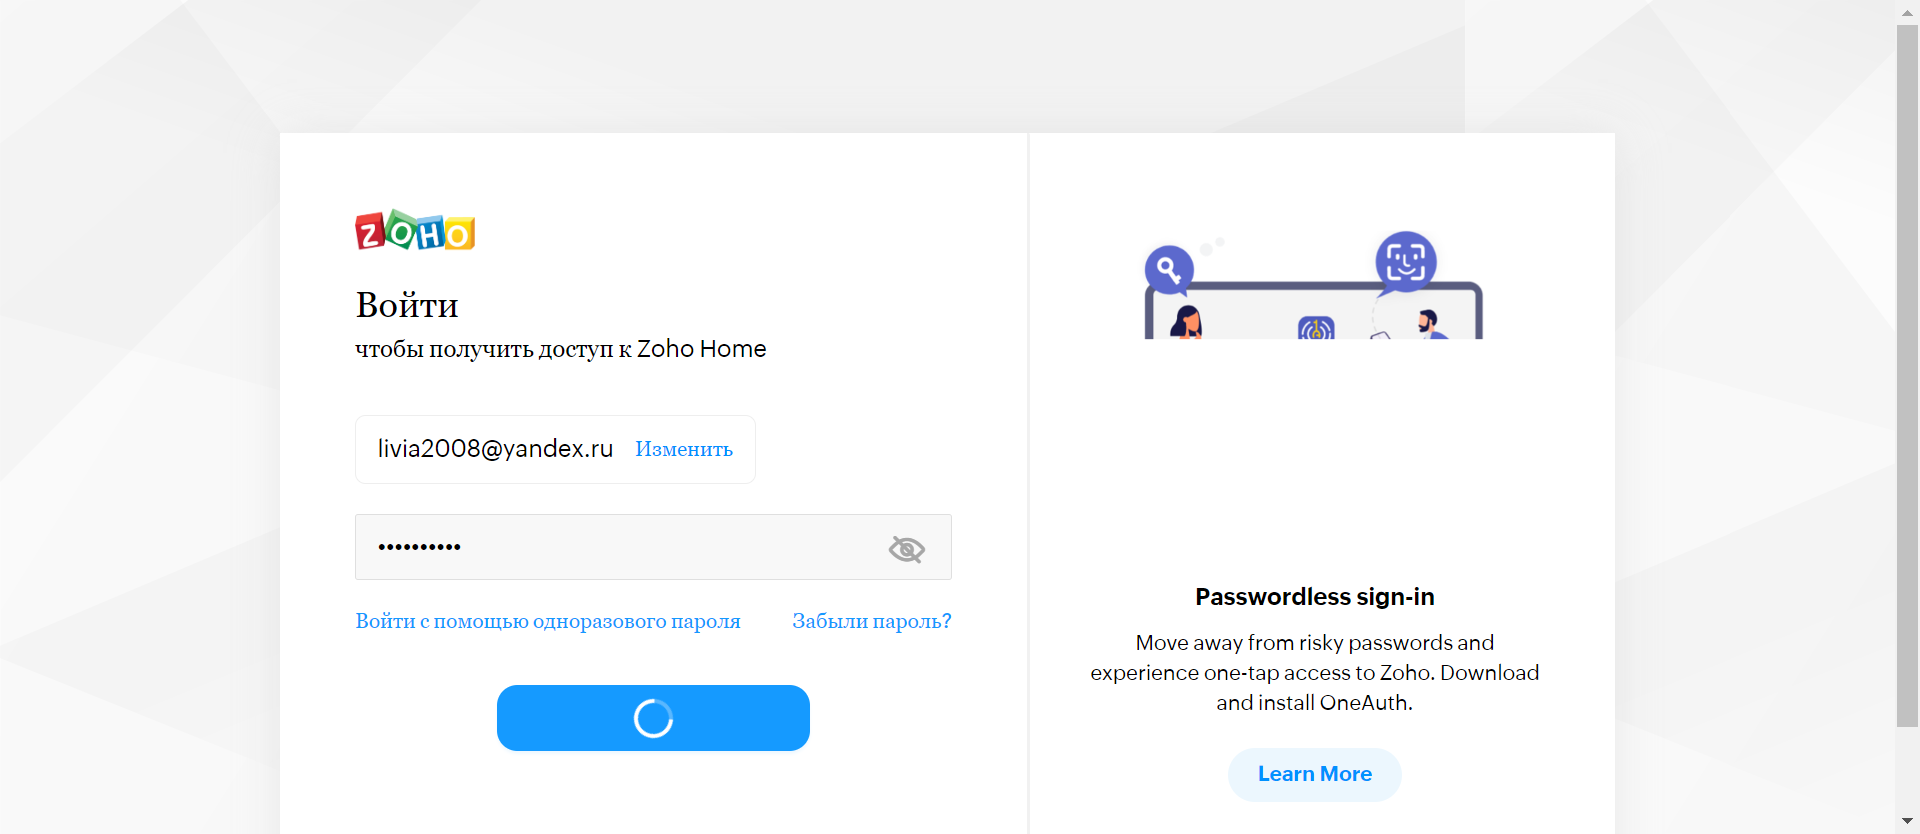 ZOHO
Войти
чтобы получить доступ к Zoho Home
livia2008@yandex.ru Изменить
••••••••••
Войти с помощью одноразового пароля Забыли пароль?
Passwordless sign-in
Move away from risky passwords and
experience one-tap access to Zoho. Download
and install OneAuth.
Learn More